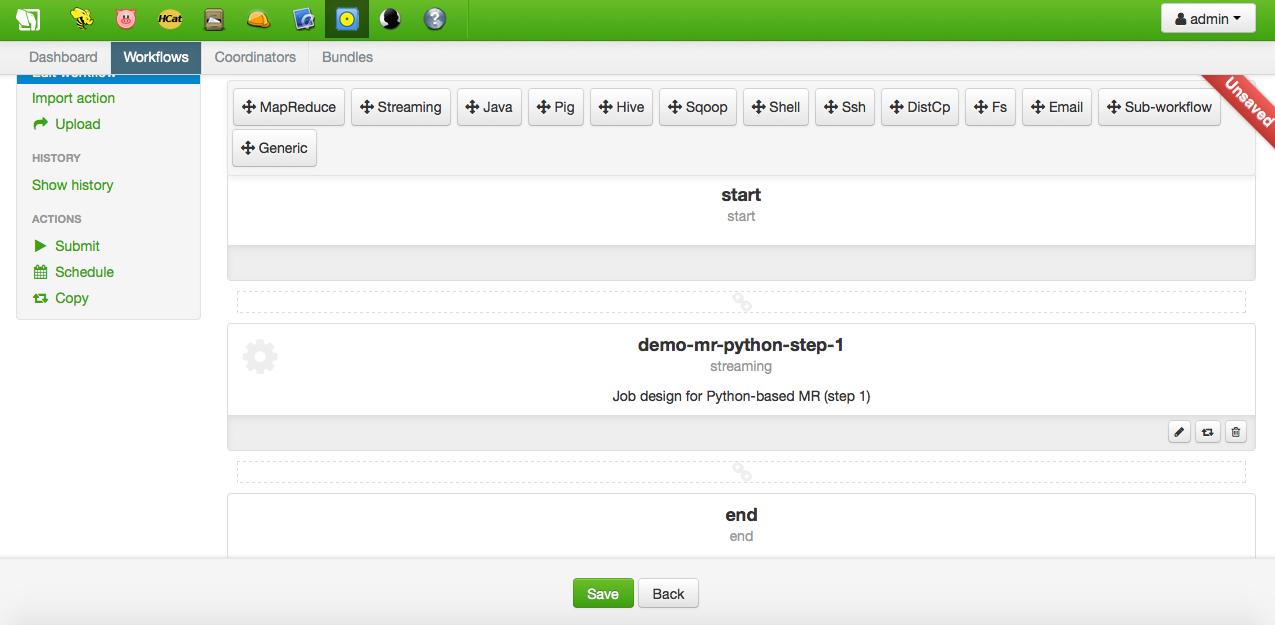 HCat
admin
Dashboard Workflows Coordinators Bundles
Edit workflow
Import action
Upload
HISTORY
Show history
ACTIONS
Submit
Schedule
Copy
MapReduce Streaming Java Pig Hive Sqoop Shell Ssh DistCp Fs Email Sub-workflow
Generic
Unsaved
start
start
demo-mr-python-step-1
streaming
Job design for Python-based MR (step 1)
end
end
Save Back